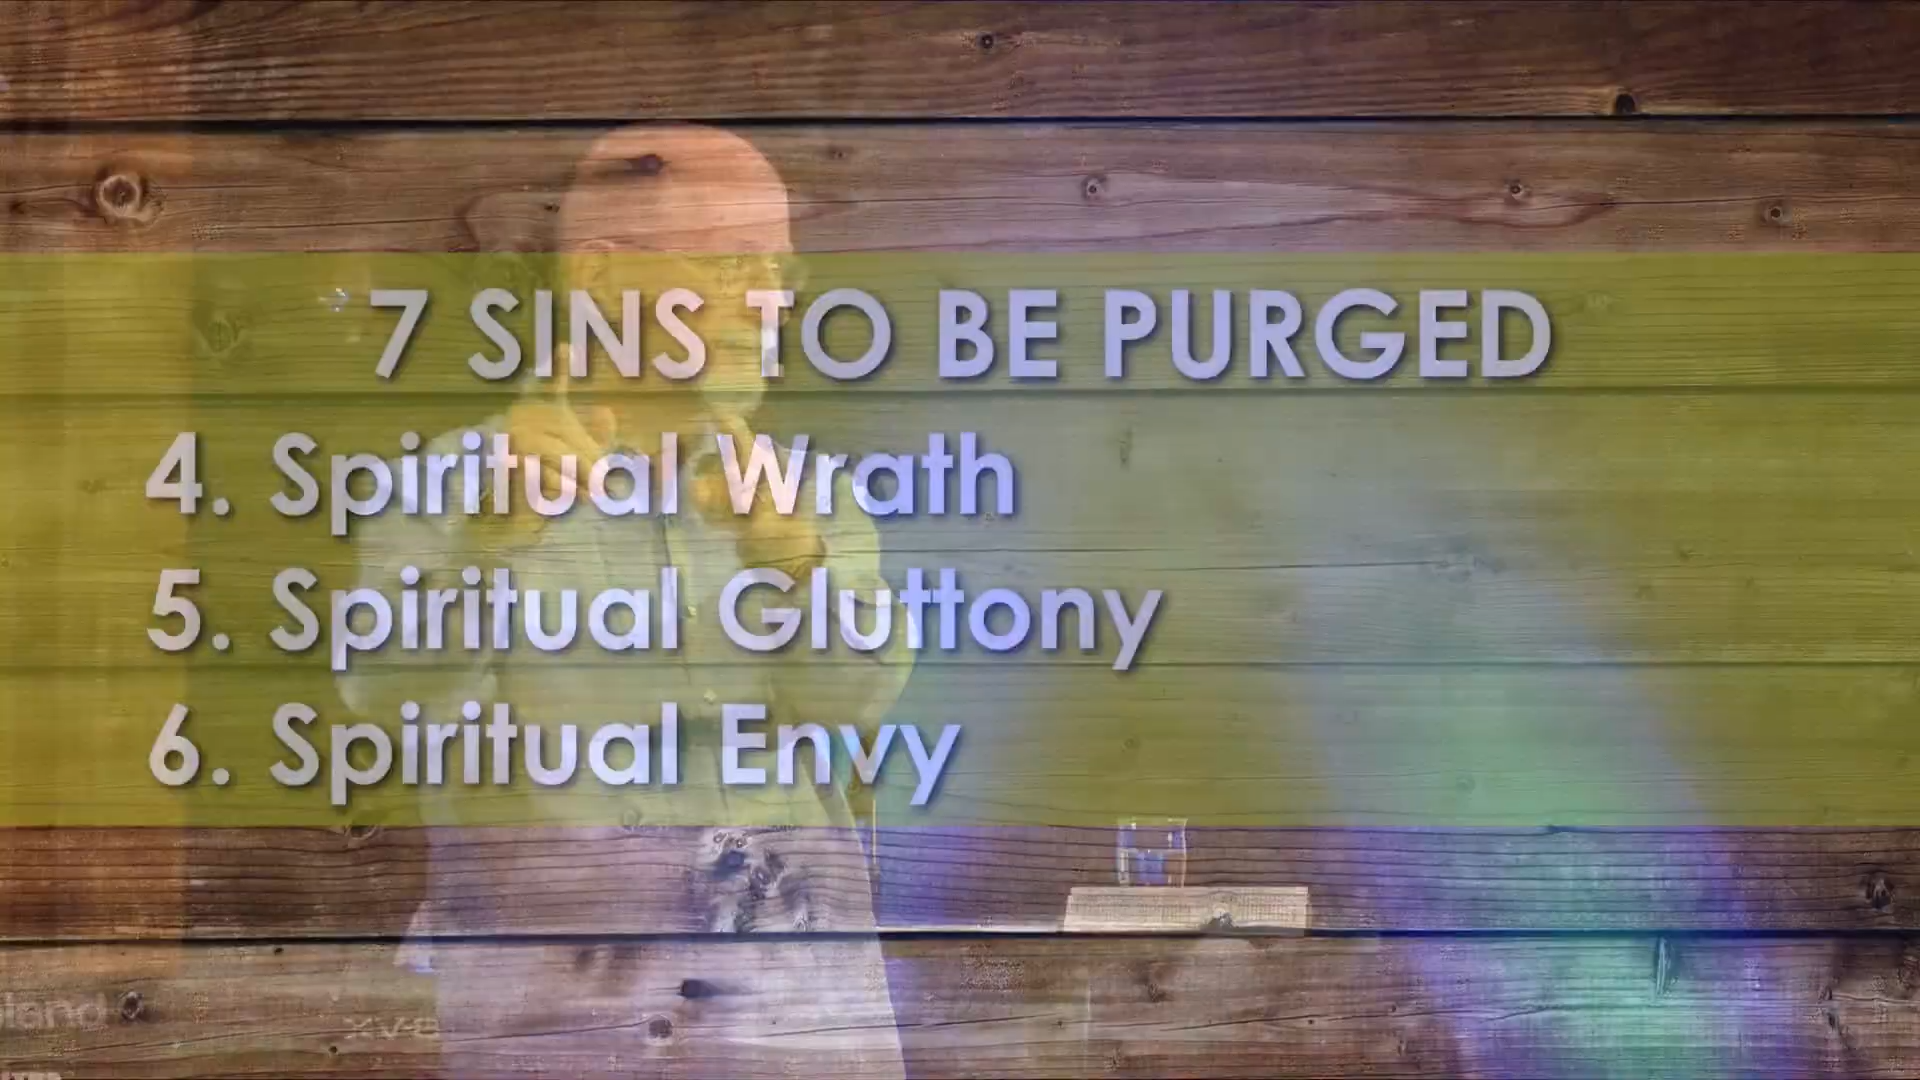 7 SINS TO BE PURGED
4. Spiritual Wrath
5. Spiritual Gluttony
6. Spiritual Envy